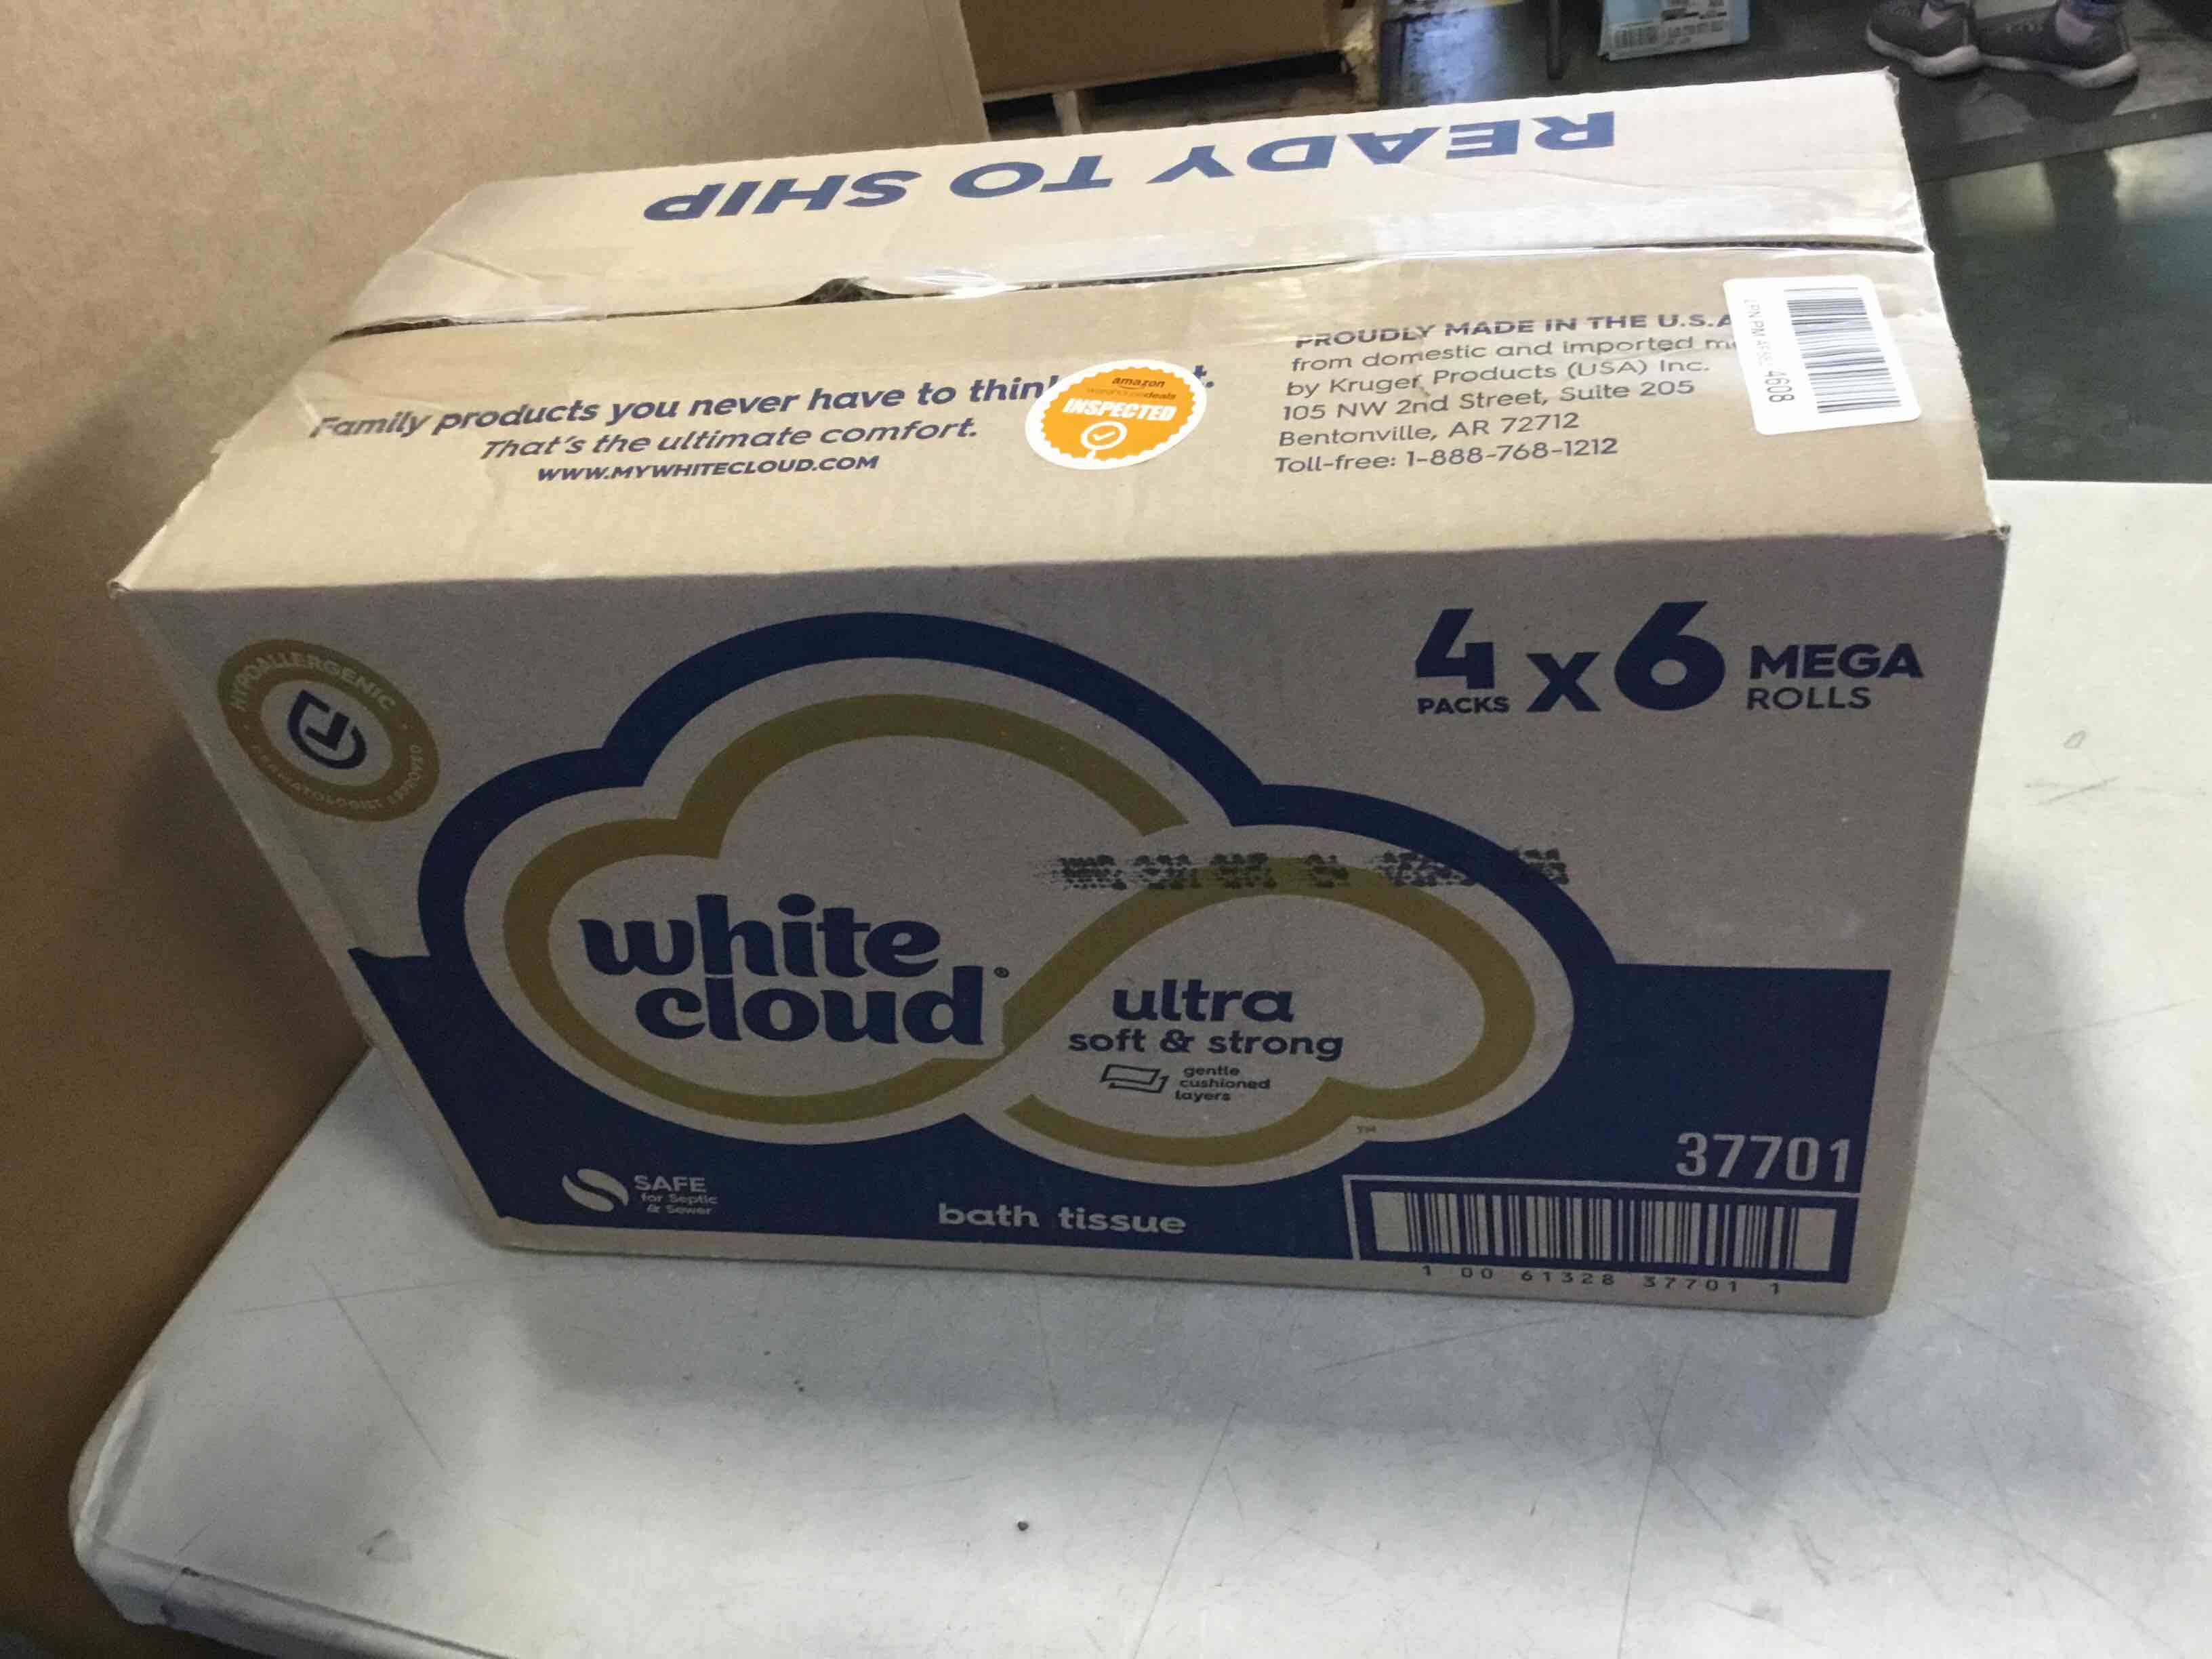 READY TO SHIP
Family products you never have to
That's the ultimate comfort.
WWW.MYWHITECLOUD.COM
amazon
warehousedeals
INSPECTED
PROUDLY MADE IN THE U.S.A
from domestic and imported
by Kruger Products (USA) Inc.
105 NW 2nd Street, Suite 205
Bentonville, AR 72712
Toll-free: 1-888-768-1212
4608
HYPOALLERGENIC
4 x 6 MEGA
PACKS ROLLS
white
cloud®
ultra
soft & strong
gentle
cushioned
layers
TM
SAFE
for Septic
& Sewer
bath tissue
37701
1 00 61328 37701 1